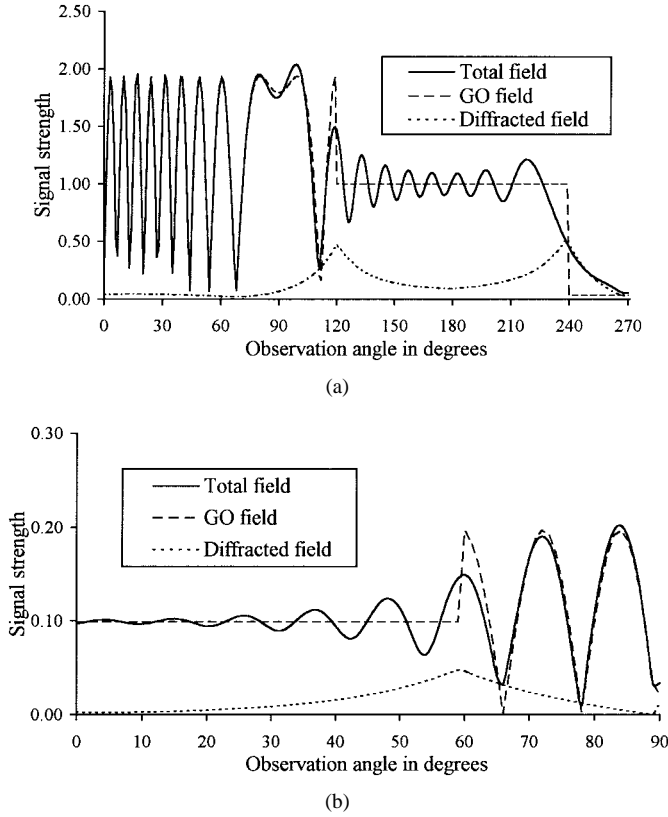 2.50
2.00
1.50
1.00
0.50
0.00
Signal strength
Total field
GO field
Diffracted field
0 30 60 90 120 150 180 210 240 270
Observation angle in degrees
(a)
0.30
0.20
0.10
0.00
Signal strength
Total field
GO field
Diffracted field
0 10 20 30 40 50 60 70 80 90
Observation angle in degrees
(b)